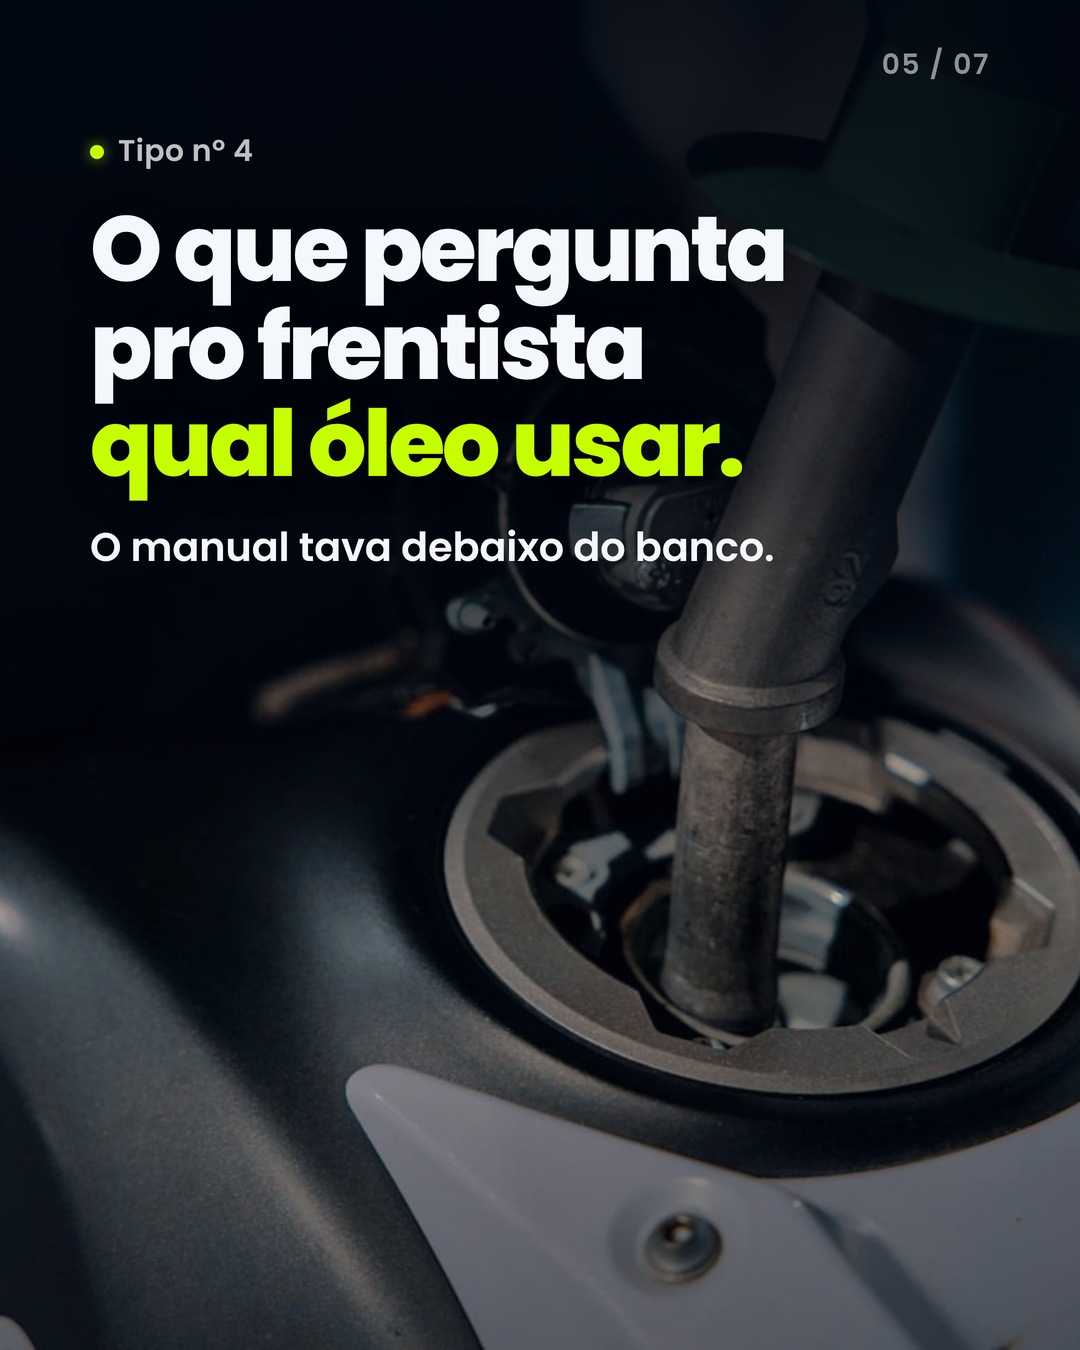 05 / 07
Tipo nº 4
O que pergunta
pro frentista
qual óleo usar.
O manual tava debaixo do banco.